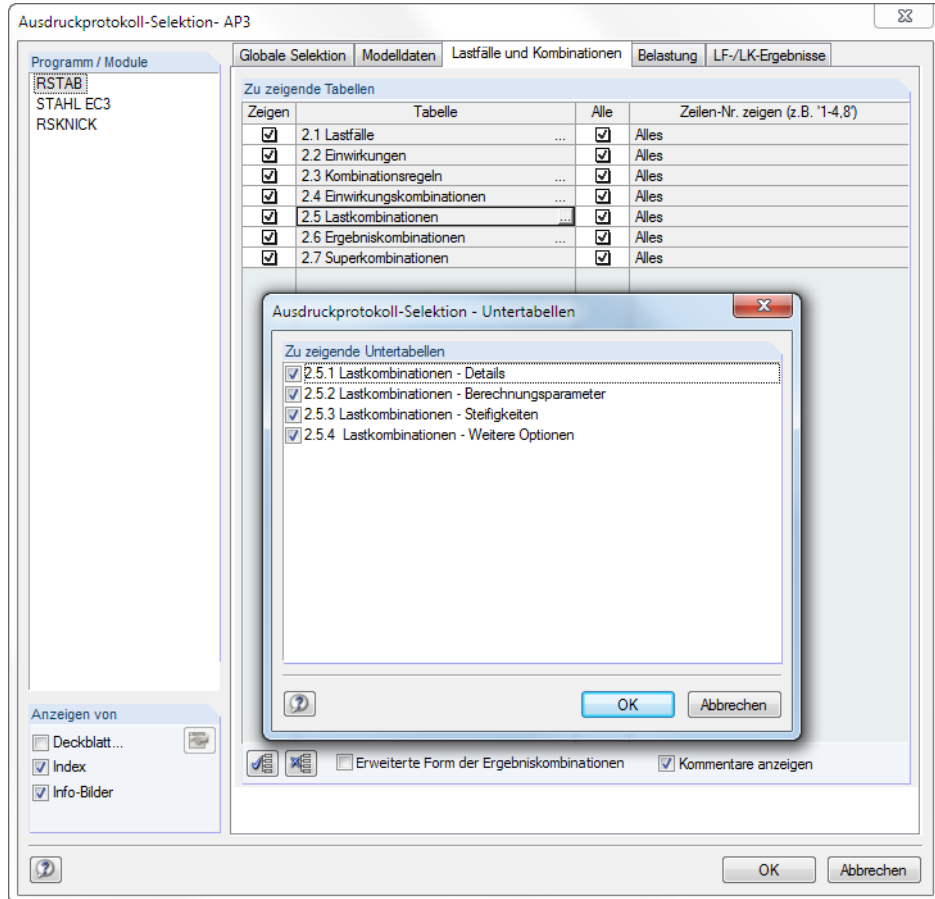 Ausdruckprotokoll-Selektion- AP3
Programm / Module
RSTAB
STAHL EC3
RSKNICK
Globale Selektion Modelldaten Lastfälle und Kombinationen Belastung LF-/LK-Ergebnisse
Zu zeigende Tabellen
Zeigen Tabelle Alle Zeilen-Nr. zeigen (z.B. '1-4,8')
2.1 Lastfälle ... Alles
2.2 Einwirkungen Alles
2.3 Kombinationsregeln ... Alles
2.4 Einwirkungskombinationen ... Alles
2.5 Lastkombinationen ... Alles
2.6 Ergebniskombinationen ... Alles
2.7 Superkombinationen Alles
Ausdruckprotokoll-Selektion - Untertabellen
Zu zeigende Untertabellen
2.5.1 Lastkombinationen - Details
2.5.2 Lastkombinationen - Berechnungsparameter
2.5.3 Lastkombinationen - Steifigkeiten
2.5.4 Lastkombinationen - Weitere Optionen
OK Abbrechen
Anzeigen von
Deckblatt...
Index
Info-Bilder
Erweiterte Form der Ergebniskombinationen Kommentare anzeigen
OK Abbrechen